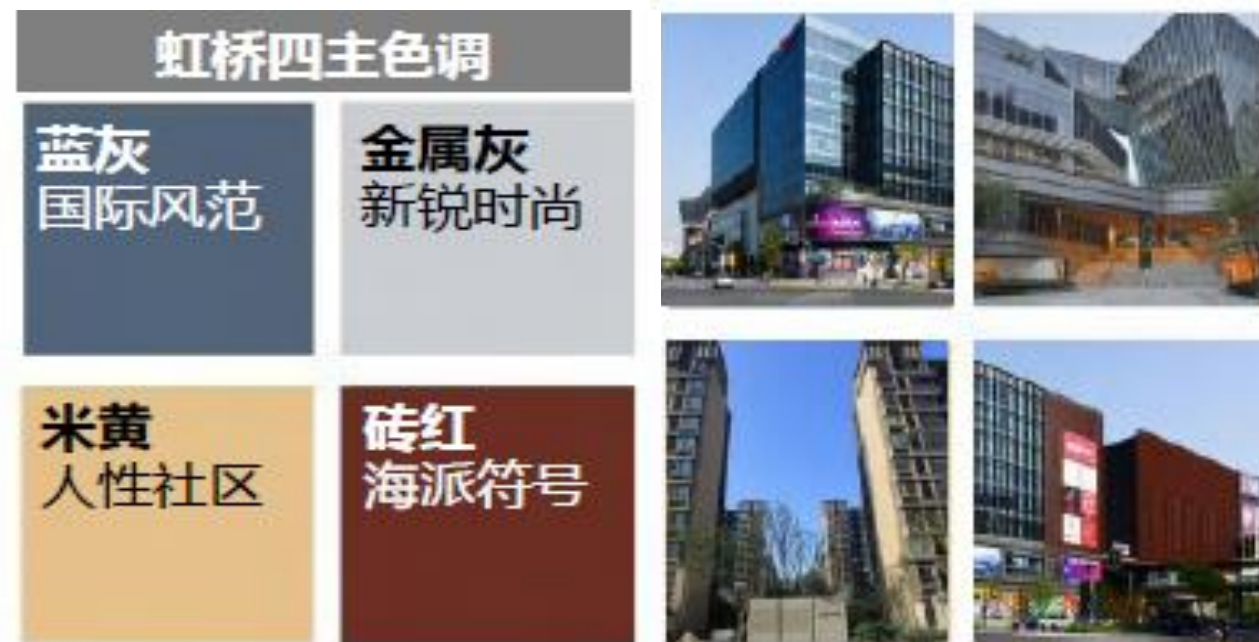 虹桥四主色调
蓝灰
国际风范
金属灰
新锐时尚
米黄
人性社区
砖红
海派符号